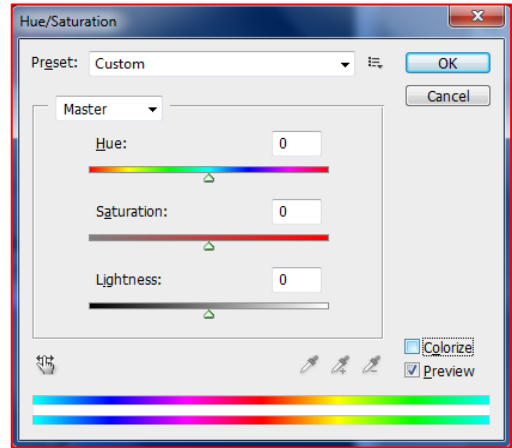 Hue/Saturation
Preset: Custom
OK
Cancel
Master
Hue: 0
Saturation: 0
Lightness: 0
Colorize
Preview